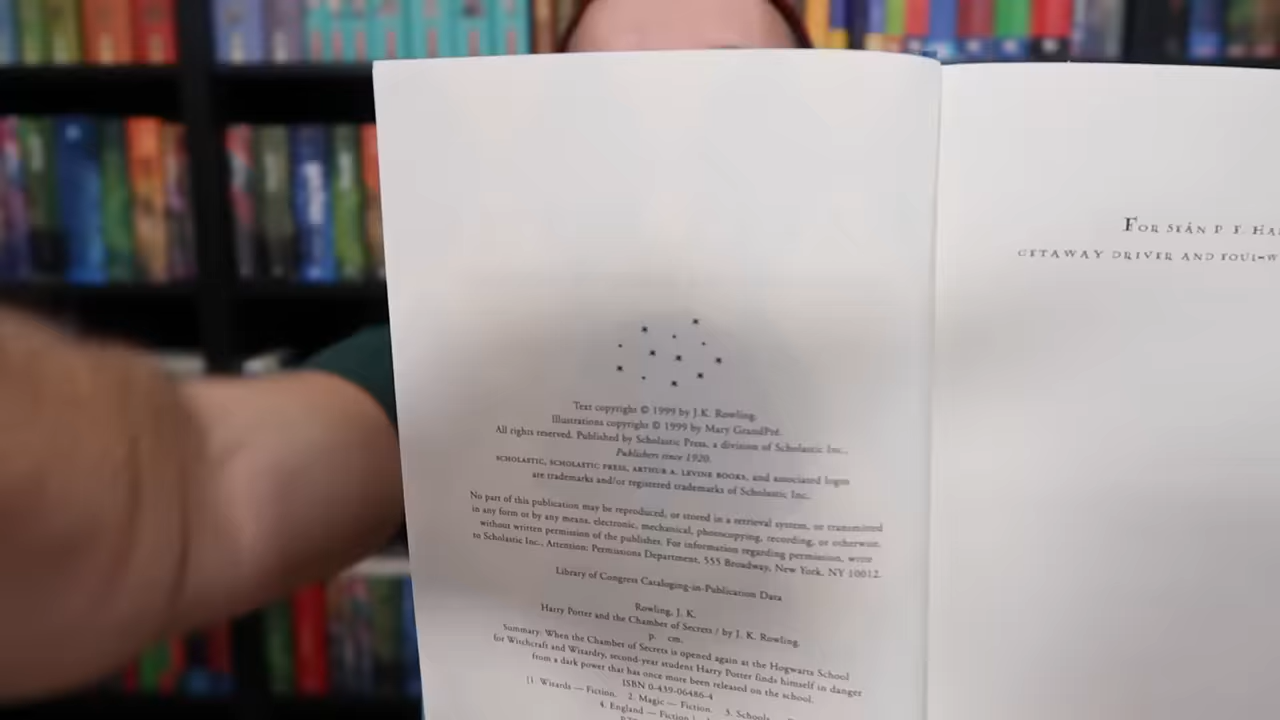 Text copyright © 1999 by J.K. Rowling.
Illustrations copyright © 1999 by Mary GrandPré.
All rights reserved. Published by Scholastic Press, a division of Scholastic Inc.,
Publishers since 1920.
SCHOLASTIC, SCHOLASTIC PRESS, ARTHUR A. LEVINE BOOKS, and associated logos
are trademarks and/or registered trademarks of Scholastic Inc.
No part of this publication may be reproduced, or stored in a retrieval system, or transmitted
in any form or by any means, electronic, mechanical, photocopying, recording, or otherwise,
without written permission of the publisher. For information regarding permission, write
to Scholastic Inc., Attention: Permissions Department, 555 Broadway, New York, NY 10012.
Library of Congress Cataloging-in-Publication Data
Rowling, J. K.
Harry Potter and the Chamber of Secrets / by J. K. Rowling.
p. cm.
Summary: When the Chamber of Secrets is opened again at the Hogwarts School
for Witchcraft and Wizardry, second-year student Harry Potter finds himself in danger
from a dark power that has once more been released on the school.
ISBN 0-439-06486-4
[1. Wizards — Fiction. 2. Magic — Fiction. 3. Schools
4. England — Fiction
FOR SEÁN P. F. HA
GETAWAY DRIVER AND FOUL-W